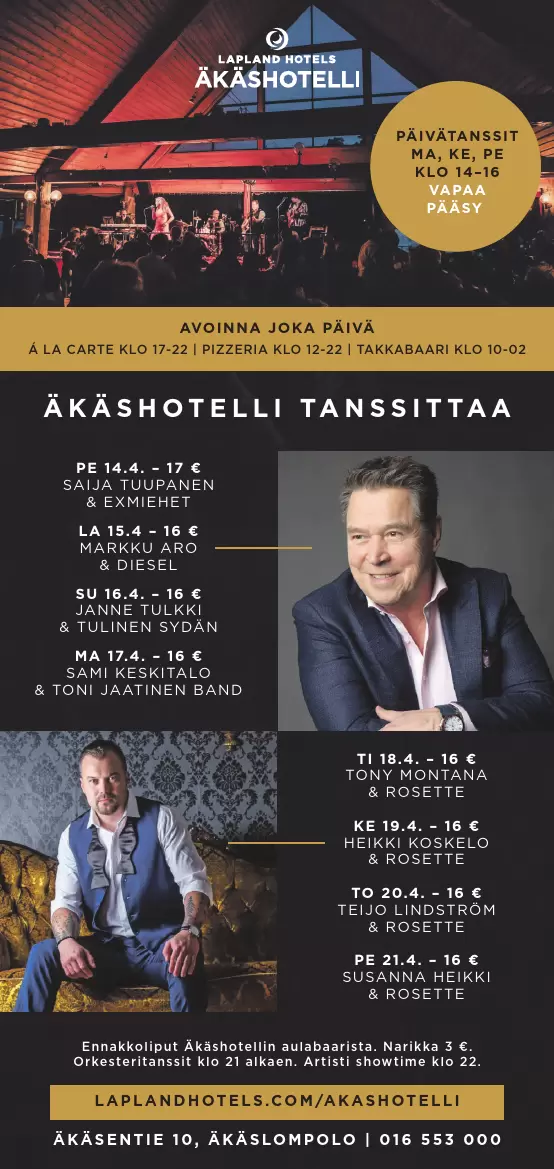 LAPLAND HOTELS
ÄKÄSHOTELLI
PÄIVÄTANSSIT
MA, KE, PE
KLO 14–16
VAPAA
PÄÄSY
AVOINNA JOKA PÄIVÄ
Á LA CARTE KLO 17-22 | PIZZERIA KLO 12-22 | TAKKABAARI KLO 10-02
ÄKÄSHOTELLI TANSSITTAA
PE 14.4. – 17 €
SAIJA TUUPANEN
& EXMIEHET
LA 15.4 – 16 €
MARKKU ARO
& DIESEL
SU 16.4. – 16 €
JANNE TULKKI
& TULINEN SYDÄN
MA 17.4. – 16 €
SAMI KESKITALO
& TONI JAATINEN BAND
TI 18.4. – 16 €
TONY MONTANA
& ROSETTE
KE 19.4. – 16 €
HEIKKI KOSKELO
& ROSETTE
TO 20.4. – 16 €
TEIJO LINDSTRÖM
& ROSETTE
PE 21.4. – 16 €
SUSANNA HEIKKI
& ROSETTE
Ennakkoliput Äkäshotellin aulabaarista. Narikka 3 €.
Orkesteritanssit klo 21 alkaen. Artisti showtime klo 22.
LAPLANDHOTELS.COM/AKASHOTELLI
ÄKÄSENTIE 10, ÄKÄSLOMPOLO | 016 553 000